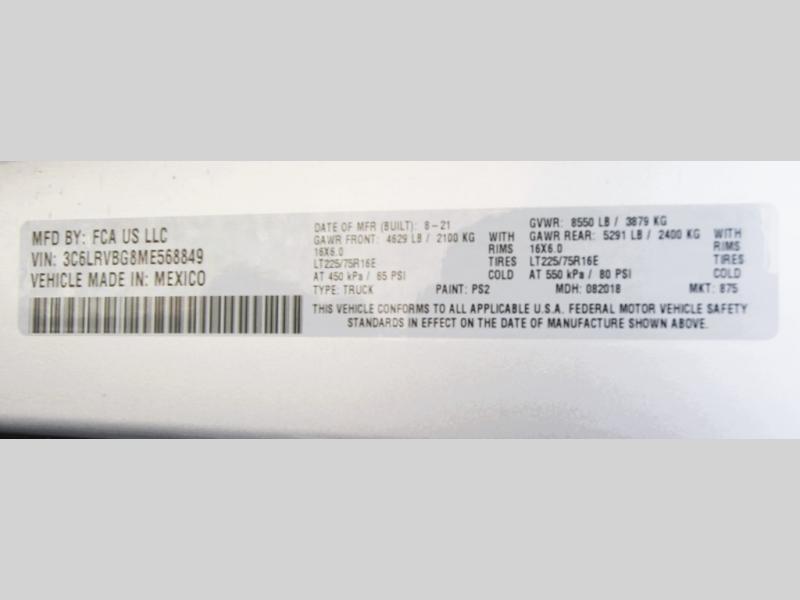 MFD BY: FCA US LLC
VIN: 3C6LRVBG8ME568849
VEHICLE MADE IN: MEXICO
DATE OF MFR (BUILT): 8-21
GAWR FRONT: 4629 LB / 2100 KG WITH
16X6.0 RIMS
LT225/75R16E TIRES
AT 450 kPa / 65 PSI COLD
GVWR: 8550 LB / 3879 KG
REAR: 5291 LB / 2400 KG WITH
16X6.0 RIMS
LT225/75R16E TIRES
AT 550 kPa / 80 PSI COLD
TYPE: TRUCK PAINT: PS2 MDH: 082018 MKT: 875
THIS VEHICLE CONFORMS TO ALL APPLICABLE U.S.A. FEDERAL MOTOR VEHICLE SAFETY
STANDARDS IN EFFECT ON THE DATE OF MANUFACTURE SHOWN ABOVE.